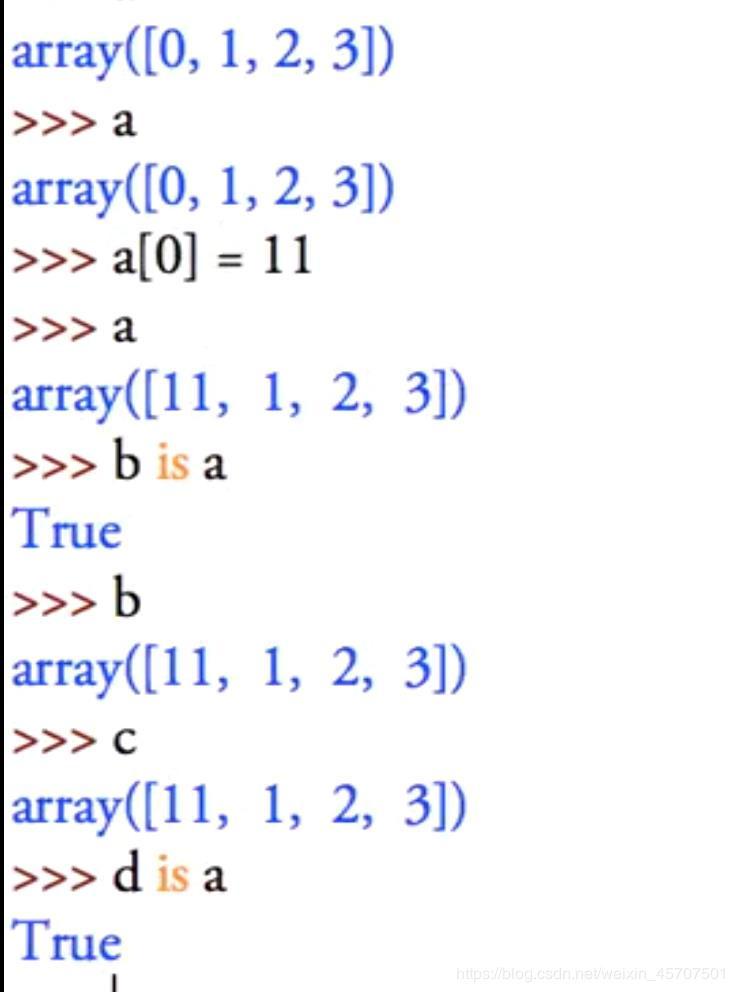 array([0, 1, 2, 3])
>>> a
array([0, 1, 2, 3])
>>> a[0] = 11
>>> a
array([11,  1,  2,  3])
>>> b is a
True
>>> b
array([11,  1,  2,  3])
>>> c
array([11,  1,  2,  3])
>>> d is a
True
https://blog.csdn.net/weixin_45707501